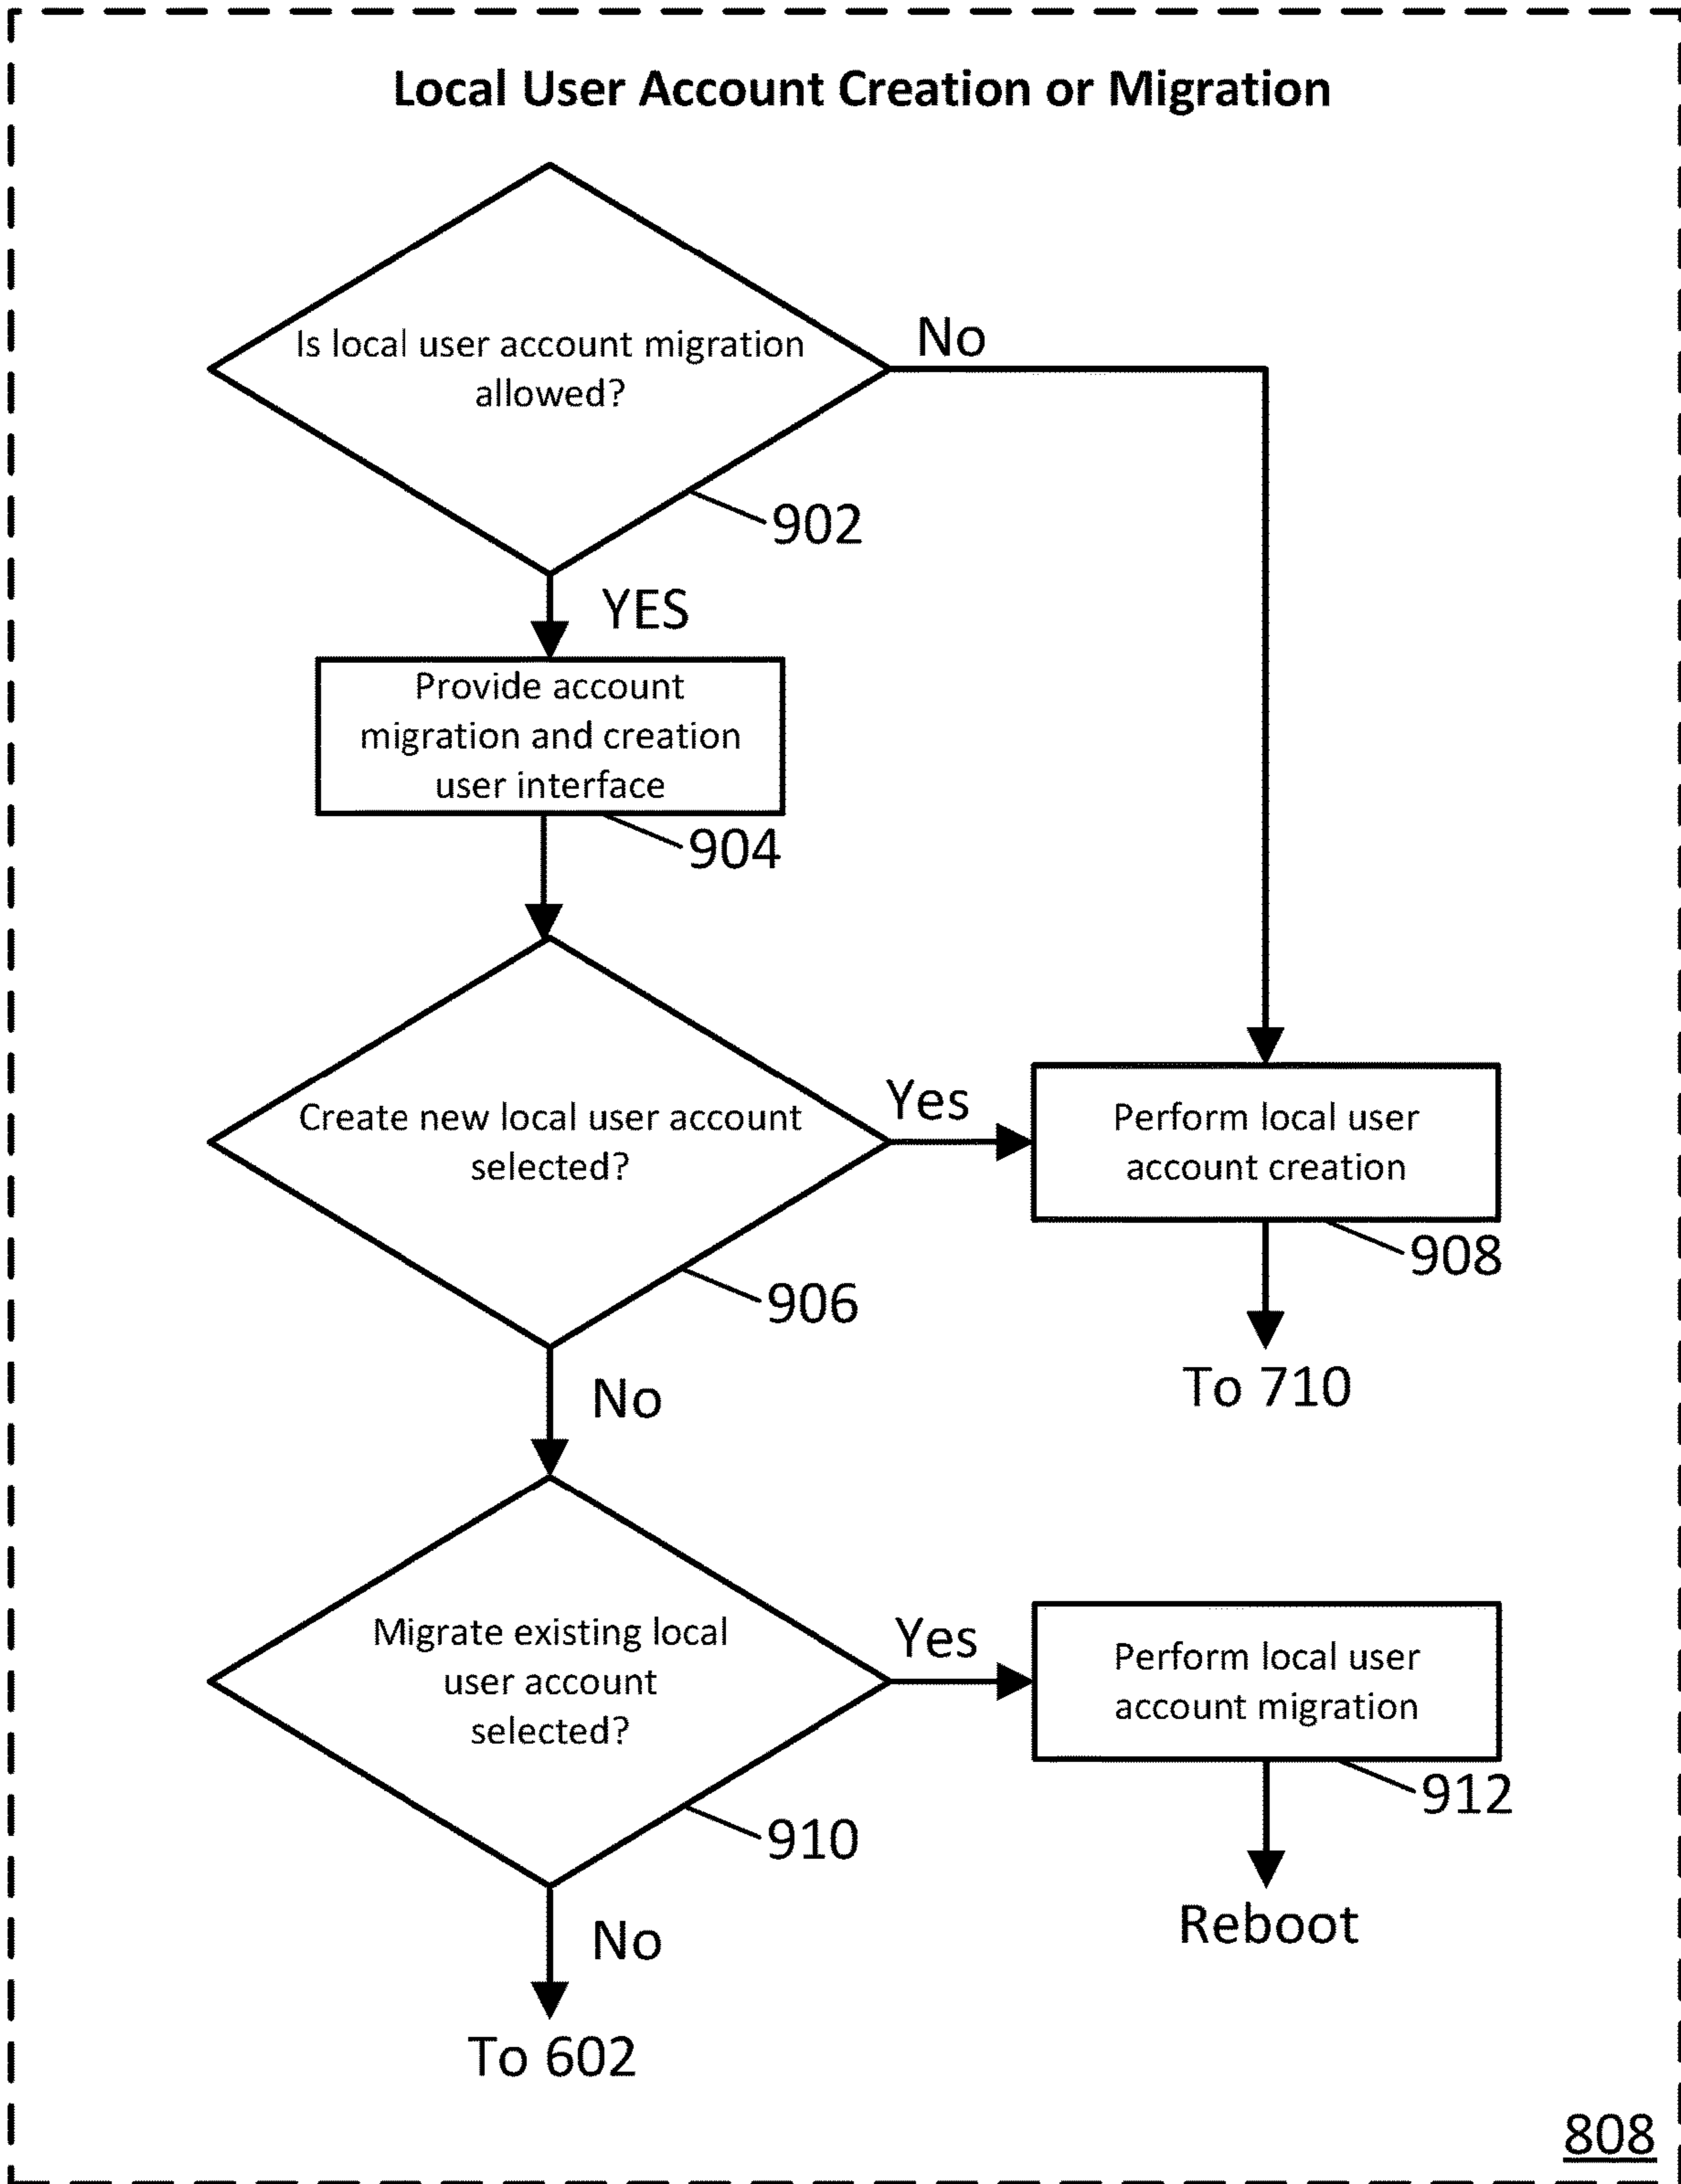 Local User Account Creation or Migration
Is local user account migration
allowed?
No
902
YES
Provide account
migration and creation
user interface
904
Create new local user account
selected?
Yes
906
Perform local user
account creation
908
To 710
No
Migrate existing local
user account
selected?
Yes
910
Perform local user
account migration
912
Reboot
No
To 602
808